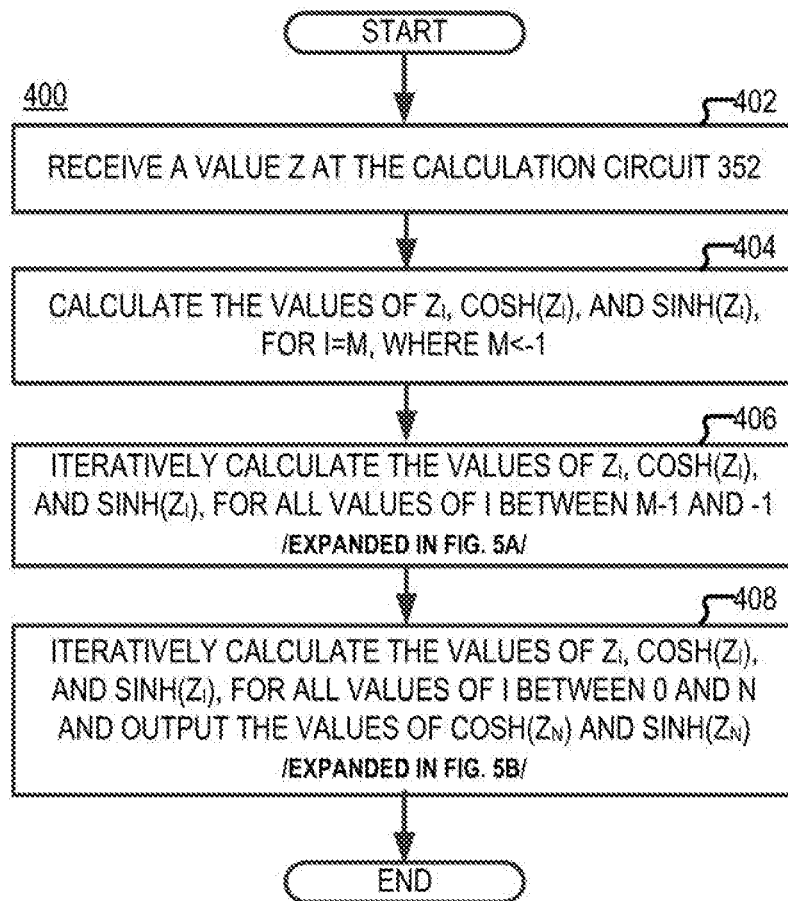 START
400
402
RECEIVE A VALUE Z AT THE CALCULATION CIRCUIT 352
404
CALCULATE THE VALUES OF Zᵢ, COSH(Zᵢ), AND SINH(Zᵢ),
FOR I=M, WHERE M<-1
406
ITERATIVELY CALCULATE THE VALUES OF Zᵢ, COSH(Zᵢ),
AND SINH(Zᵢ), FOR ALL VALUES OF I BETWEEN M-1 AND -1
/EXPANDED IN FIG. 5A/
408
ITERATIVELY CALCULATE THE VALUES OF Zᵢ, COSH(Zᵢ),
AND SINH(Zᵢ), FOR ALL VALUES OF I BETWEEN 0 AND N
AND OUTPUT THE VALUES OF COSH(Z_N) AND SINH(Z_N)
/EXPANDED IN FIG. 5B/
END